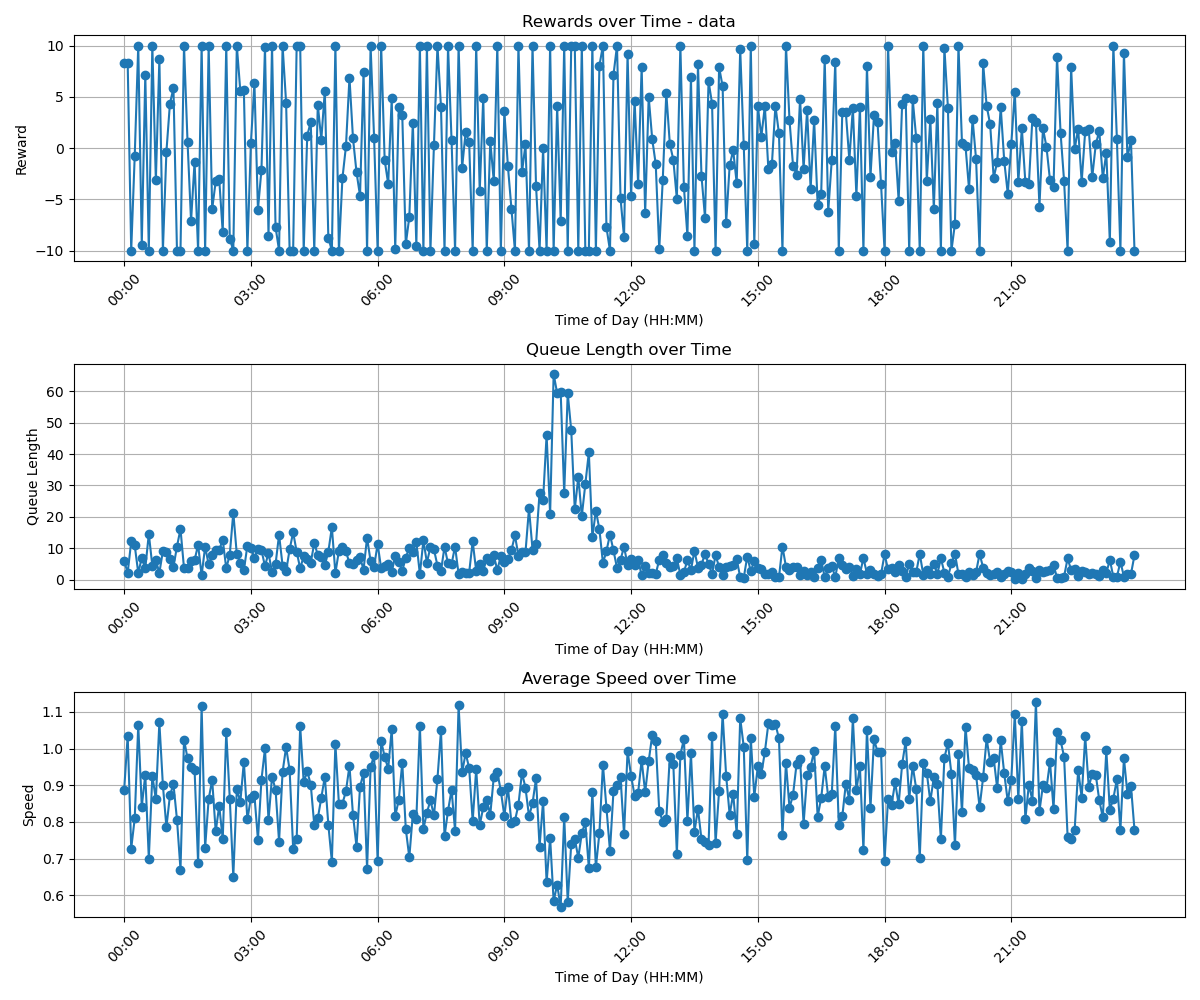 Rewards over Time - data
Reward
10
5
0
−5
−10
00:00 03:00 06:00 09:00 12:00 15:00 18:00 21:00
Time of Day (HH:MM)
Queue Length over Time
Queue Length
60
50
40
30
20
10
0
00:00 03:00 06:00 09:00 12:00 15:00 18:00 21:00
Time of Day (HH:MM)
Average Speed over Time
Speed
1.1
1.0
0.9
0.8
0.7
0.6
00:00 03:00 06:00 09:00 12:00 15:00 18:00 21:00
Time of Day (HH:MM)